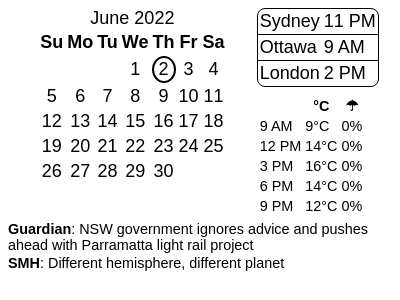 June 2022
Su Mo Tu We Th Fr Sa
1 2 3 4
5 6 7 8 9 10 11
12 13 14 15 16 17 18
19 20 21 22 23 24 25
26 27 28 29 30
Sydney 11 PM
Ottawa 9 AM
London 2 PM
°C ☂
9 AM 9°C 0%
12 PM 14°C 0%
3 PM 16°C 0%
6 PM 14°C 0%
9 PM 12°C 0%
Guardian: NSW government ignores advice and pushes
ahead with Parramatta light rail project
SMH: Different hemisphere, different planet